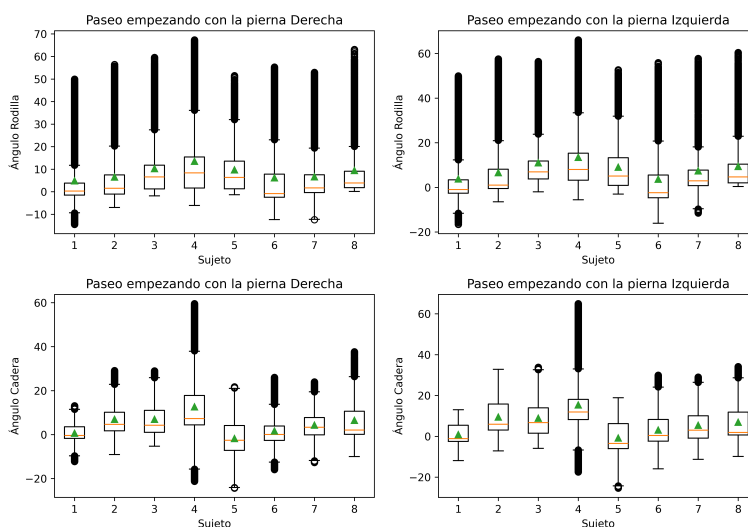 Paseo empezando con la pierna Derecha
70
60
50
40
30
20
10
0
−10
Ángulo Rodilla
1 2 3 4 5 6 7 8
Sujeto
Paseo empezando con la pierna Izquierda
60
40
20
0
−20
Ángulo Rodilla
1 2 3 4 5 6 7 8
Sujeto
Paseo empezando con la pierna Derecha
60
40
20
0
−20
Ángulo Cadera
1 2 3 4 5 6 7 8
Sujeto
Paseo empezando con la pierna Izquierda
60
40
20
0
−20
Ángulo Cadera
1 2 3 4 5 6 7 8
Sujeto